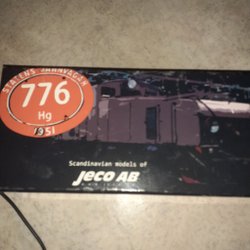 STATENS JÄRNVÄGAR
776
Hg
1951
Scandinavian models of
Jeco AB